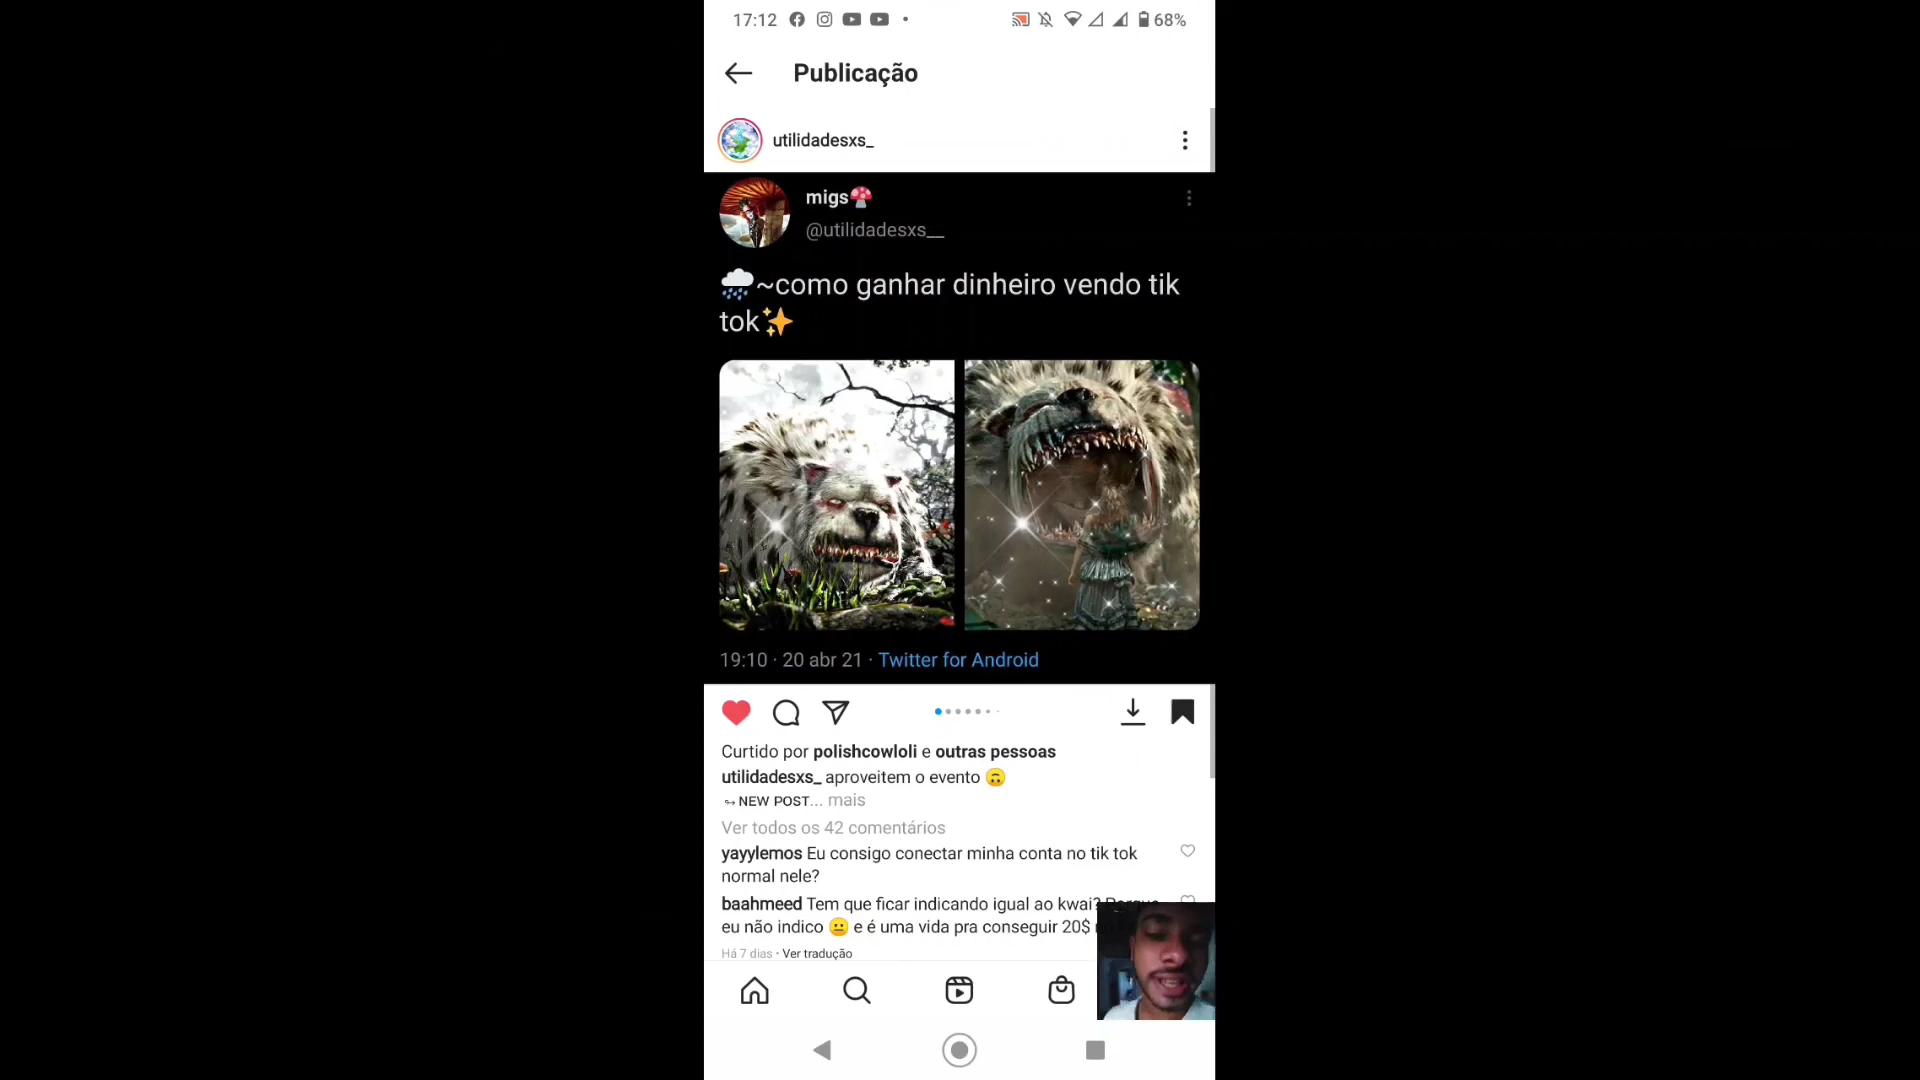 17:12 68%
Publicação
utilidadesxs_
migs🍄
@utilidadesxs__
🌧️~como ganhar dinheiro vendo tik
tok✨
19:10 · 20 abr 21 · Twitter for Android
Curtido por polishcowloli e outras pessoas
utilidadesxs_ aproveitem o evento 🙃
↪ NEW POST... mais
Ver todos os 42 comentários
yayylemos Eu consigo conectar minha conta no tik tok
normal nele?
baahmeed Tem que ficar indicando igual ao kwai?
eu não indico 😐 e é uma vida pra conseguir 20$
Há 7 dias · Ver tradução